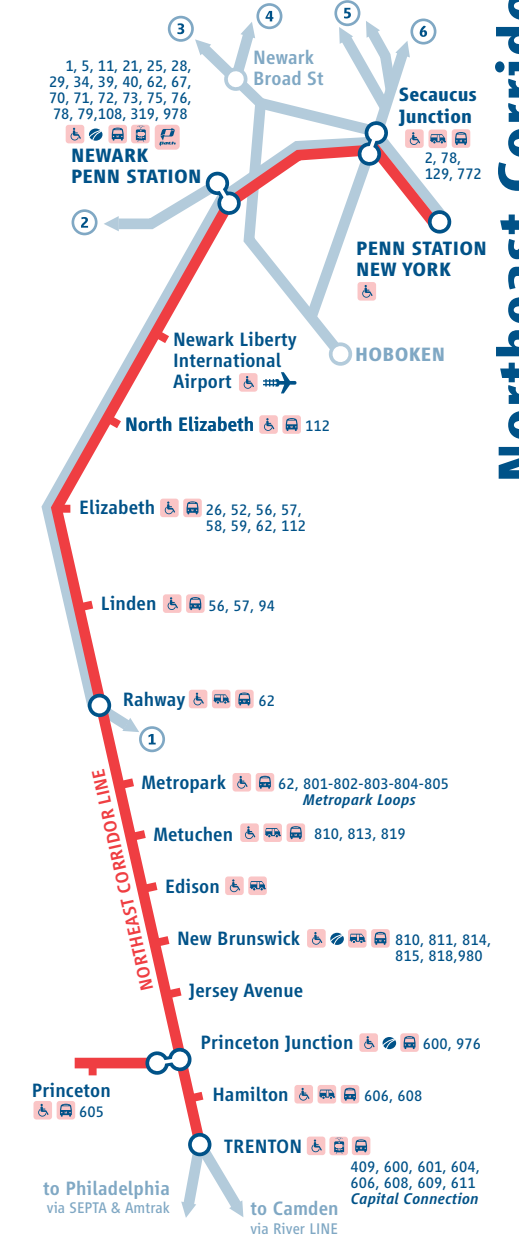 3
4
5
6
Newark
Broad St
1, 5, 11, 21, 25, 28,
29, 34, 39, 40, 62, 67,
70, 71, 72, 73, 75, 76,
78, 79,108, 319, 978
NEWARK
PENN STATION
Secaucus
Junction
2, 78,
129, 772
2
PENN STATION
NEW YORK
HOBOKEN
Newark Liberty
International
Airport
North Elizabeth 112
Elizabeth 26, 52, 56, 57,
58, 59, 62, 112
Linden 56, 57, 94
Rahway 62
1
Metropark 62, 801-802-803-804-805
Metropark Loops
Metuchen 810, 813, 819
Edison
NORTHEAST CORRIDOR LINE
New Brunswick 810, 811, 814,
815, 818,980
Jersey Avenue
Princeton Junction 600, 976
Princeton
605
Hamilton 606, 608
TRENTON
409, 600, 601, 604,
606, 608, 609, 611
Capital Connection
to Philadelphia
via SEPTA & Amtrak
to Camden
via River LINE
Northeast Corrido